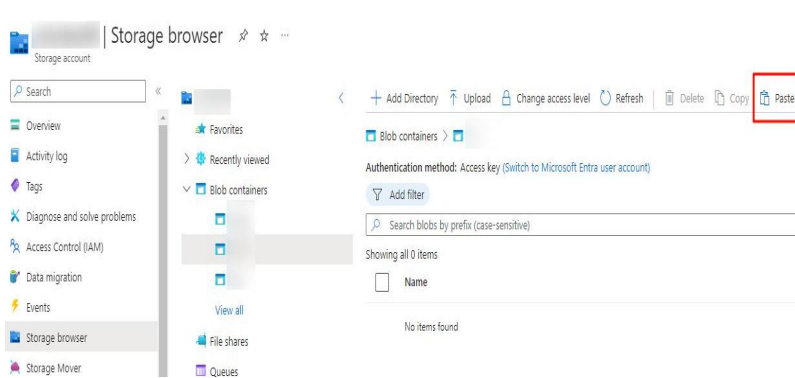 | Storage browser
Storage account
Search
Overview
Activity log
Tags
Diagnose and solve problems
Access Control (IAM)
Data migration
Events
Storage browser
Storage Mover
Favorites
Recently viewed
Blob containers
View all
File shares
Queues
+ Add Directory Upload Change access level Refresh | Delete Copy Paste
Blob containers >
Authentication method: Access key (Switch to Microsoft Entra user account)
Add filter
Search blobs by prefix (case-sensitive)
Showing all 0 items
Name
No items found